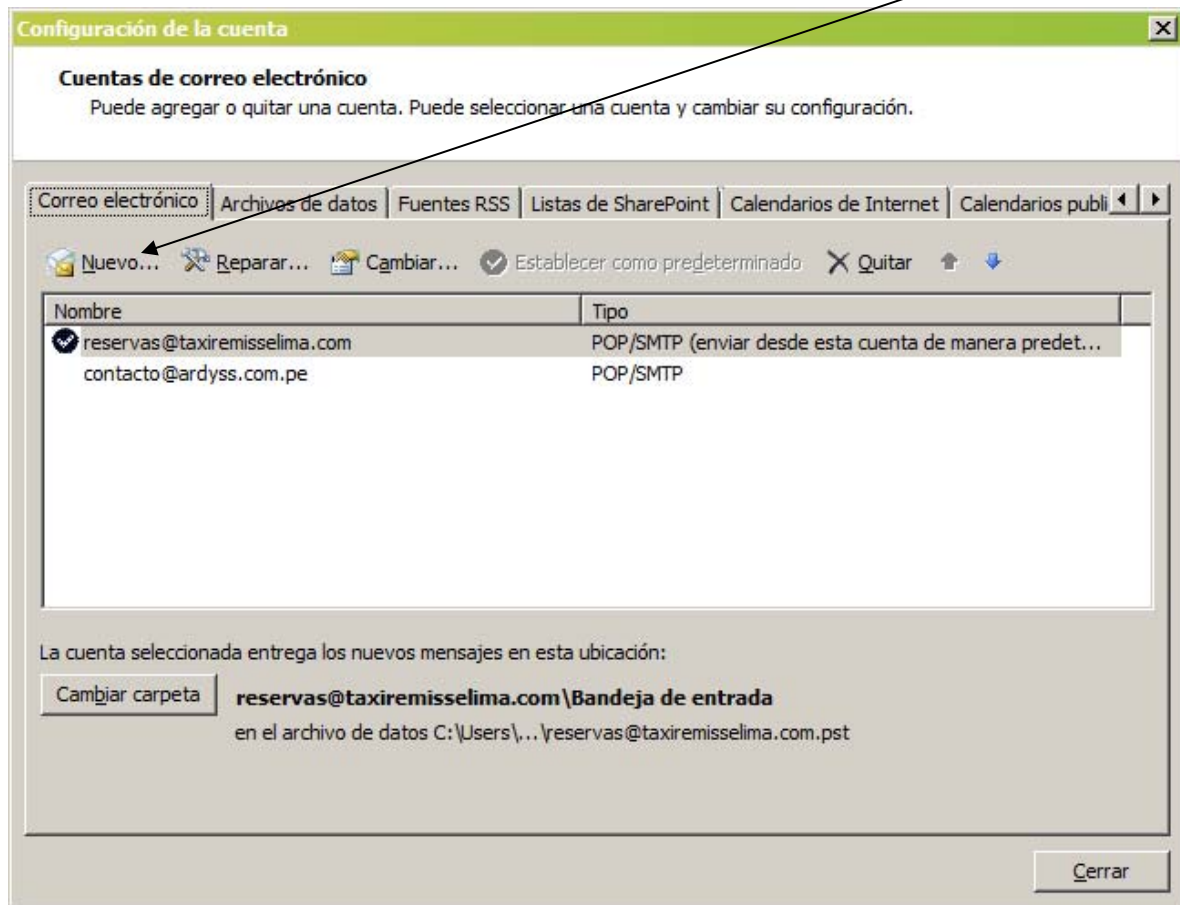 Configuración de la cuenta
Cuentas de correo electrónico
Puede agregar o quitar una cuenta. Puede seleccionar una cuenta y cambiar su configuración.
Correo electrónico Archivos de datos Fuentes RSS Listas de SharePoint Calendarios de Internet Calendarios publi
Nuevo... Reparar... Cambiar... Establecer como predeterminado Quitar
Nombre Tipo
reservas@taxiremisselima.com POP/SMTP (enviar desde esta cuenta de manera predet...
contacto@ardyss.com.pe POP/SMTP
La cuenta seleccionada entrega los nuevos mensajes en esta ubicación:
Cambiar carpeta reservas@taxiremisselima.com\Bandeja de entrada
en el archivo de datos C:\Users\...\reservas@taxiremisselima.com.pst
Cerrar